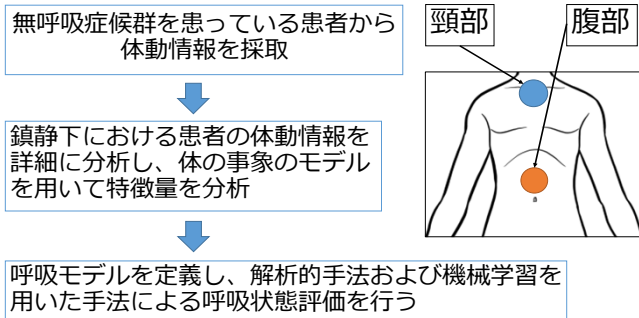 無呼吸症候群を患っている患者から
体動情報を採取
頸部
腹部
鎮静下における患者の体動情報を
詳細に分析し、体の事象のモデル
を用いて特徴量を分析
呼吸モデルを定義し、解析的手法および機械学習を
用いた手法による呼吸状態評価を行う